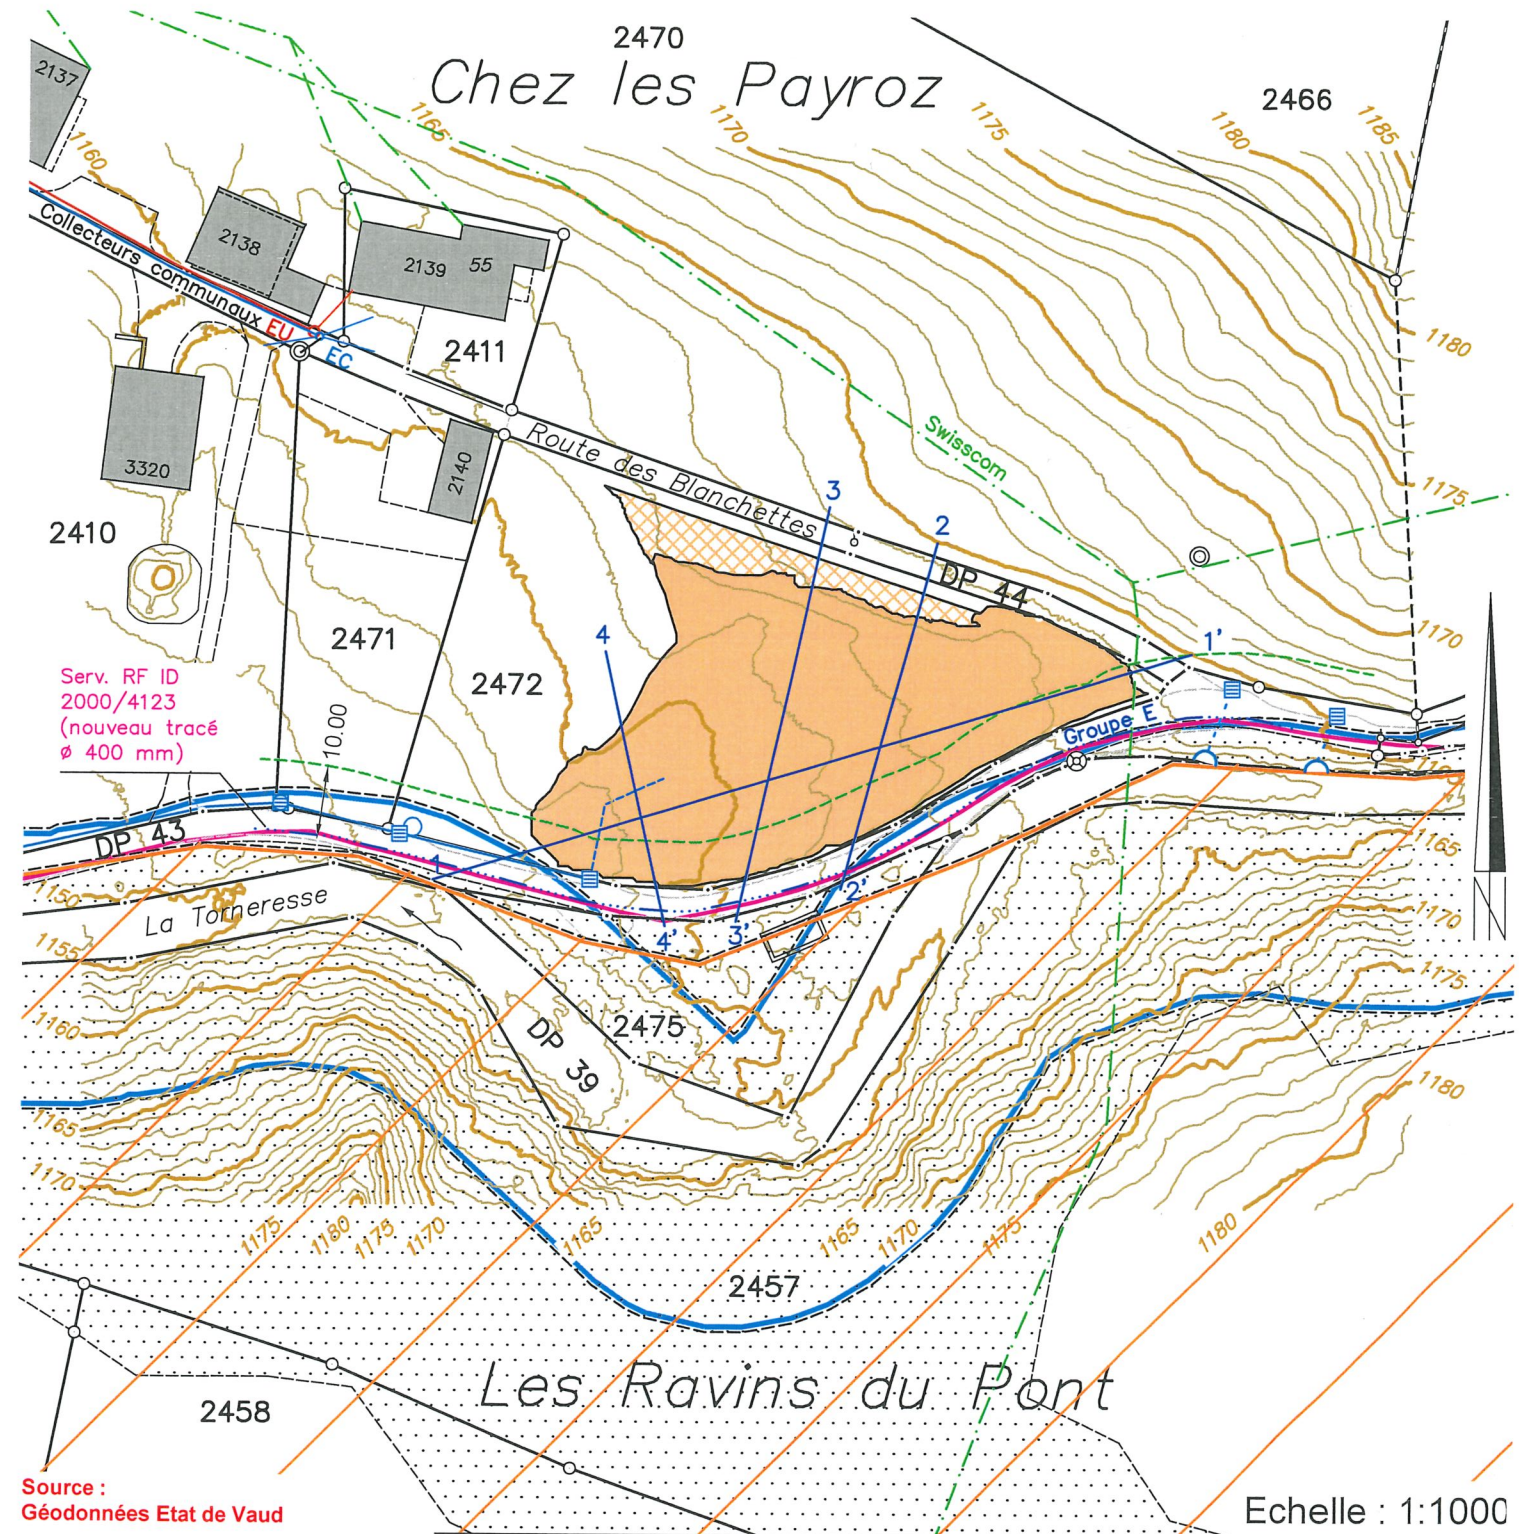 2470
Chez les Payroz
2466
2137
1160
1165
1170
1175
1180
1185
Collecteurs communaux
2138
2139
55
EU
EC
2411
1180
3320
2140
Route des Blanchettes
Swisscom
3
2
1175
2410
DP 44
2471
2472
4
1'
1170
Serv. RF ID
2000/4123
(nouveau tracé
ø 400 mm)
10.00
Groupe E
DP 43
1
2'
3'
4'
1165
1150
La Torneresse
1155
1170
N
1175
1160
2475
DP 39
1180
1165
1170
1175
1180
1175
1170
1165
1165
1170
1175
1180
2457
Les Ravins du Pont
2458
Source :
Géodonnées Etat de Vaud
Echelle : 1:1000